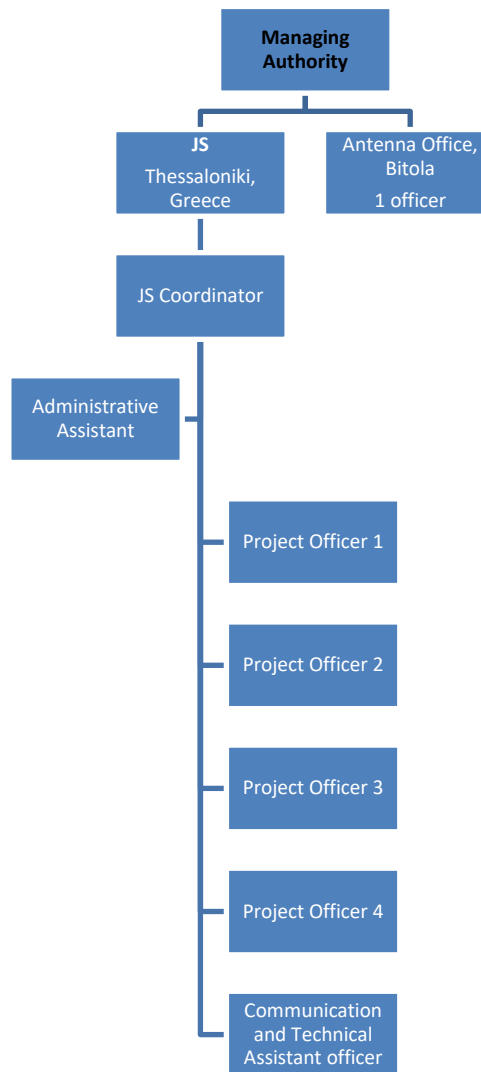 Managing
Authority
JS
Thessaloniki,
Greece
Antenna Office,
Bitola
1 officer
JS Coordinator
Administrative
Assistant
Project Officer 1
Project Officer 2
Project Officer 3
Project Officer 4
Communication
and Technical
Assistant officer